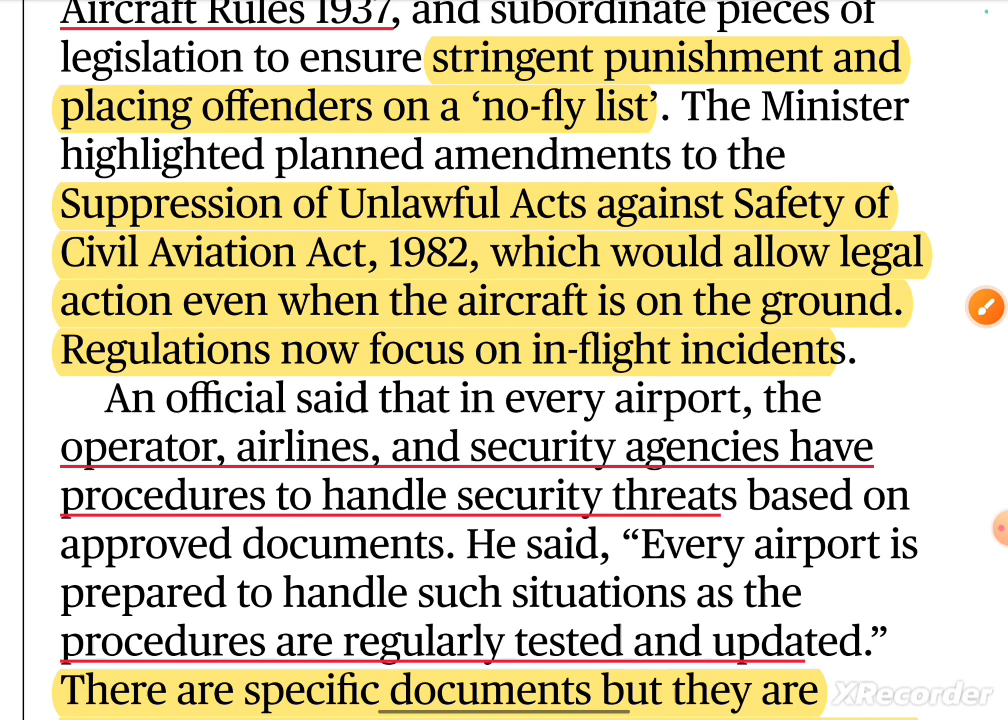 Aircraft Rules 1937, and subordinate pieces of
legislation to ensure stringent punishment and
placing offenders on a ‘no-fly list’. The Minister
highlighted planned amendments to the
Suppression of Unlawful Acts against Safety of
Civil Aviation Act, 1982, which would allow legal
action even when the aircraft is on the ground.
Regulations now focus on in-flight incidents.
An official said that in every airport, the
operator, airlines, and security agencies have
procedures to handle security threats based on
approved documents. He said, “Every airport is
prepared to handle such situations as the
procedures are regularly tested and updated.”
There are specific documents but they are
XRecorder